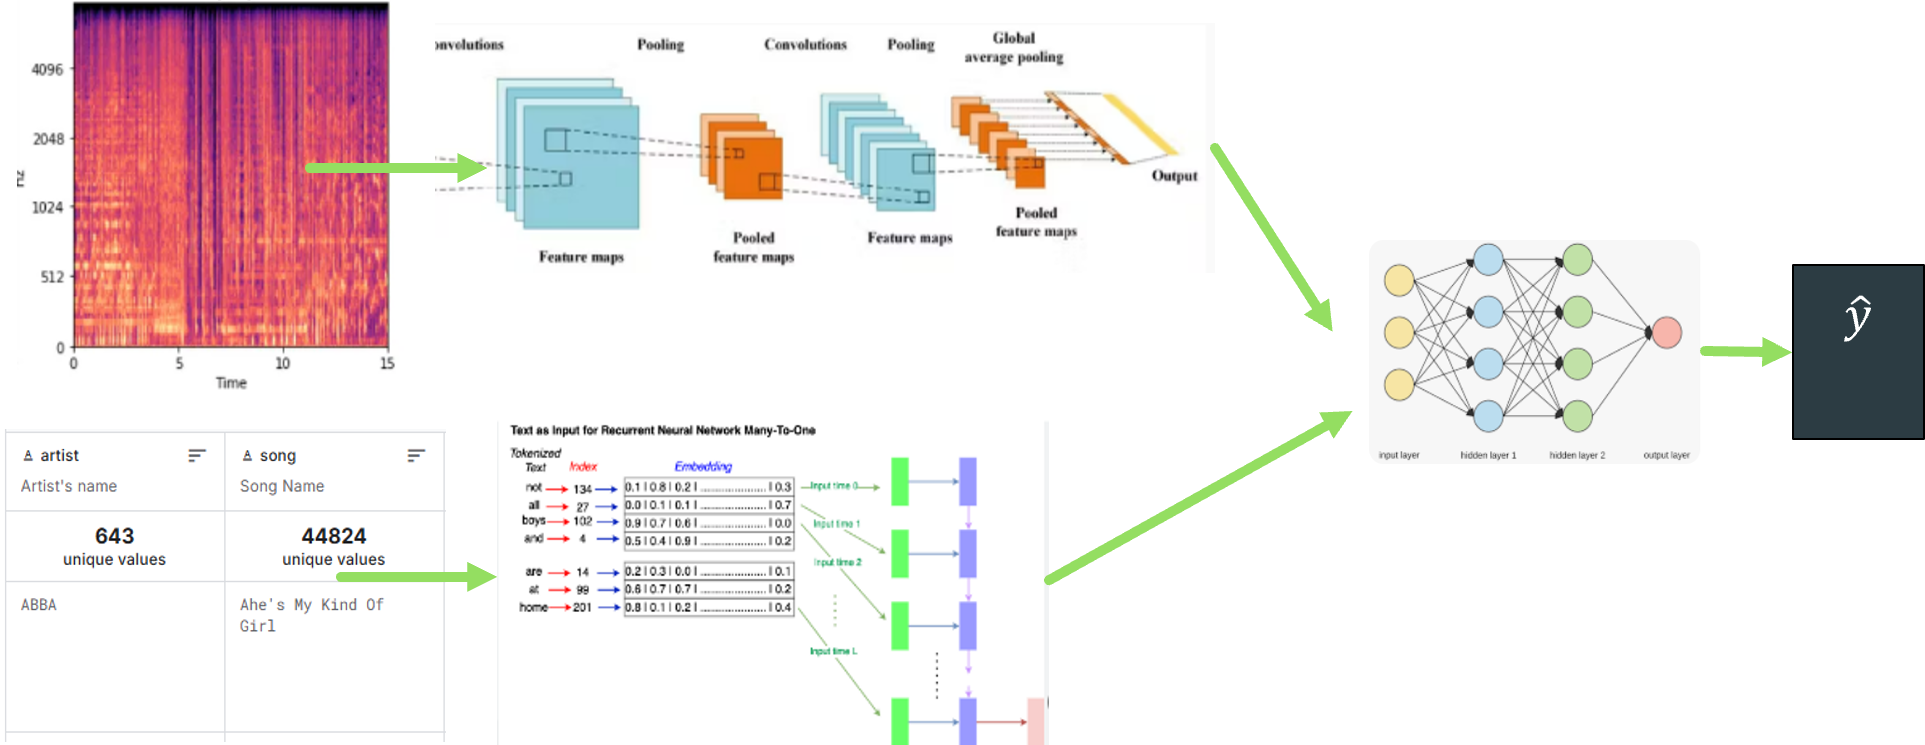 4096
2048
1024
512
0
Hz
0 5 10 15
Time
onvolutions Pooling Convolutions Pooling Global
average pooling
Output
Feature maps
Pooled
feature maps
Feature maps
Pooled
feature maps
artist
Artist's name
643
unique values
ABBA
song
Song Name
44824
unique values
Ahe's My Kind Of
Girl
Text as Input for Recurrent Neural Network Many-To-One
Tokenized
Text Index Embedding
not 134 0.1 | 0.8 | 0.2 | ........................ | 0.3 Input time 0
all 27 0.0 | 0.1 | 0.1 | ........................ | 0.7
boys 102 0.9 | 0.7 | 0.6 | ........................ | 0.0 Input time 1
and 4 0.5 | 0.4 | 0.9 | ........................ | 0.2
Input time 2
are 14 0.2 | 0.3 | 0.0 | ........................ | 0.1
at 99 0.6 | 0.7 | 0.7 | ........................ | 0.2
home 201 0.8 | 0.1 | 0.2 | ........................ | 0.4
Input time L
input layer hidden layer 1 hidden layer 2 output layer
ŷ